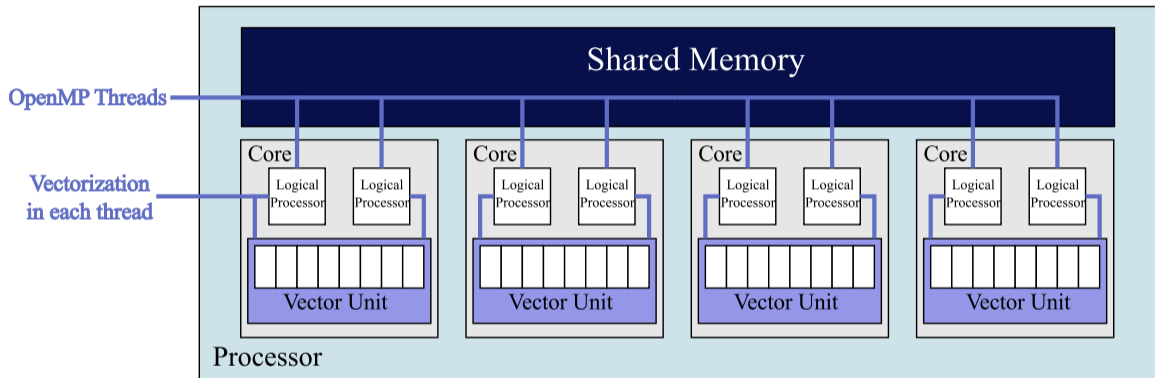 Shared Memory
OpenMP Threads
Core
Core
Core
Core
Logical
Processor
Logical
Processor
Logical
Processor
Logical
Processor
Logical
Processor
Logical
Processor
Logical
Processor
Logical
Processor
Vectorization
in each thread
Vector Unit
Vector Unit
Vector Unit
Vector Unit
Processor